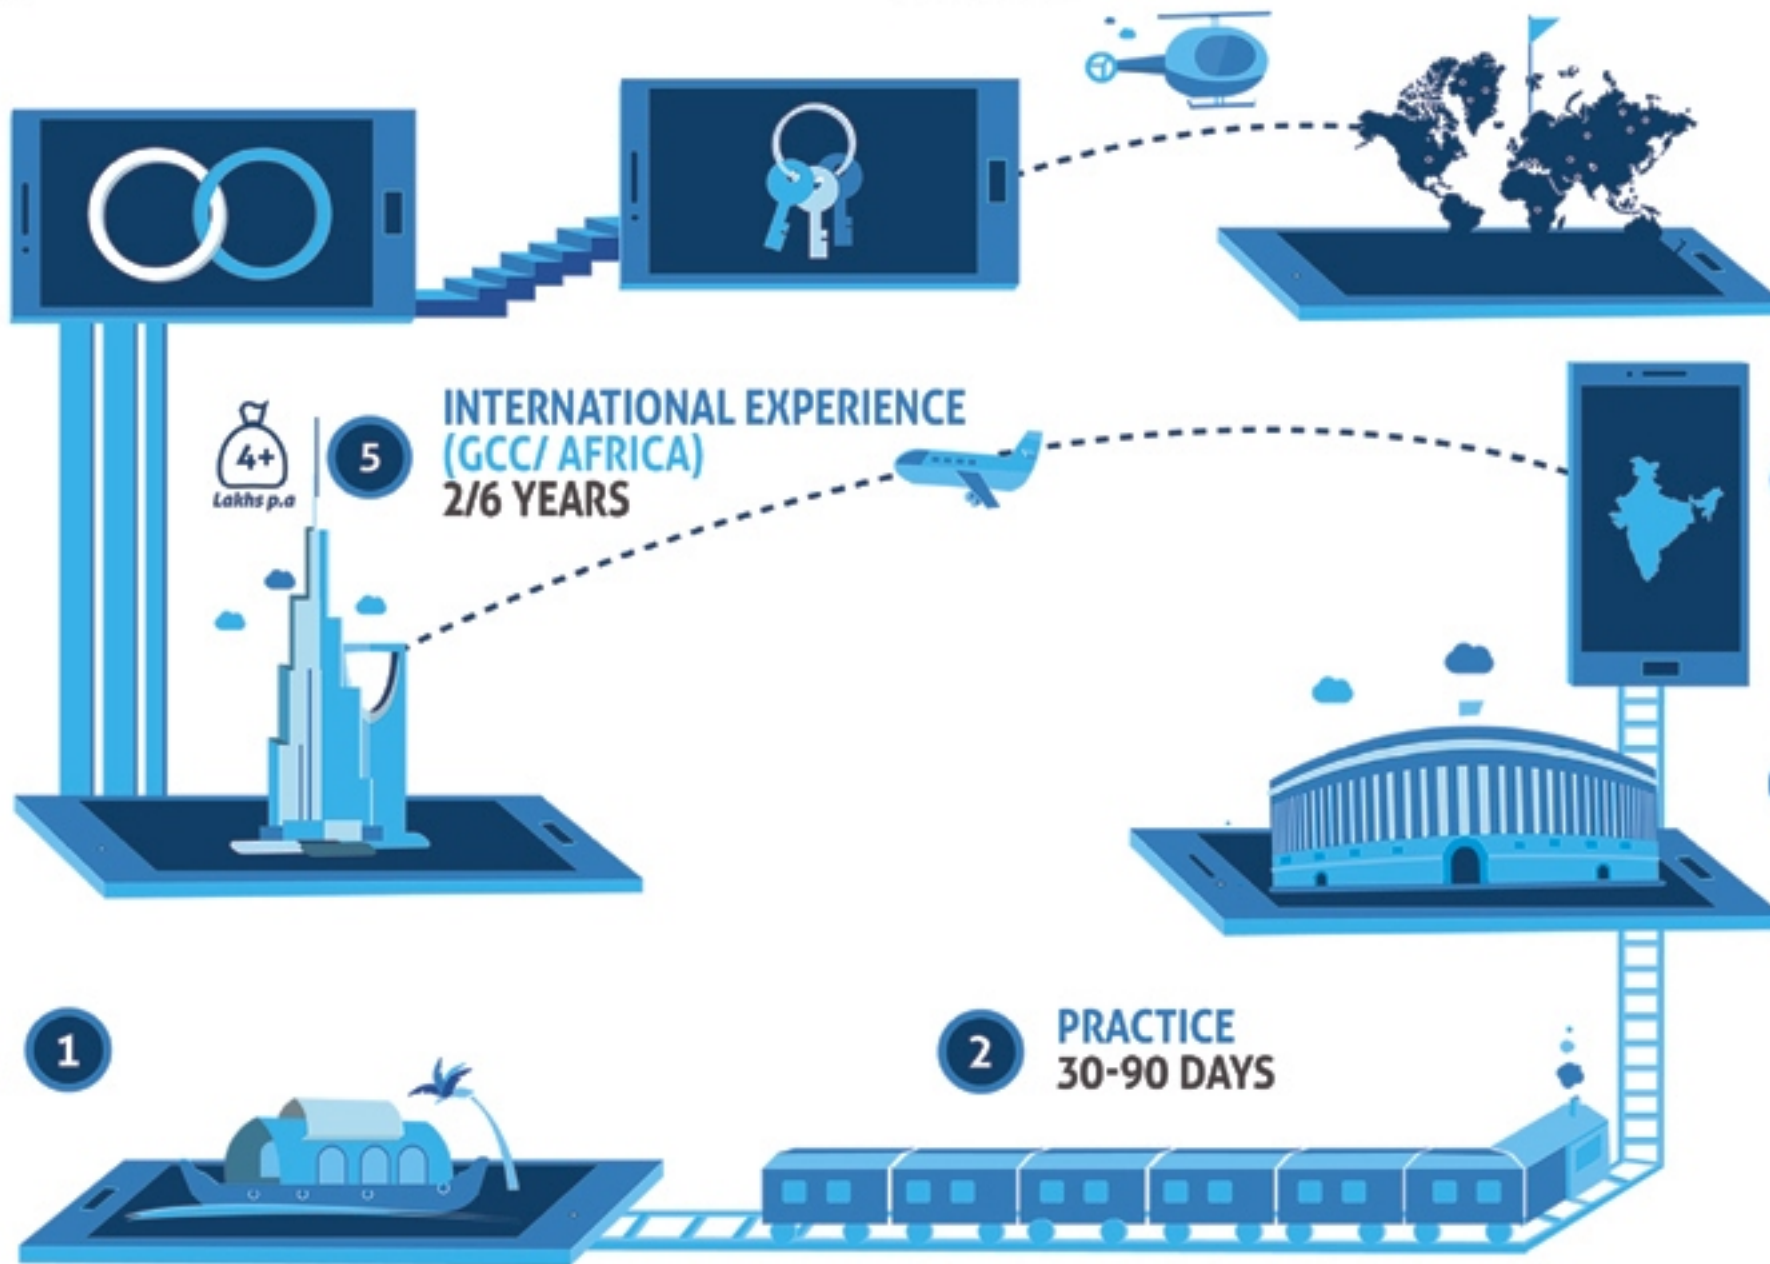 4+
Lakhs p.a
5
INTERNATIONAL EXPERIENCE
(GCC/ AFRICA)
2/6 YEARS
1
2
PRACTICE
30-90 DAYS